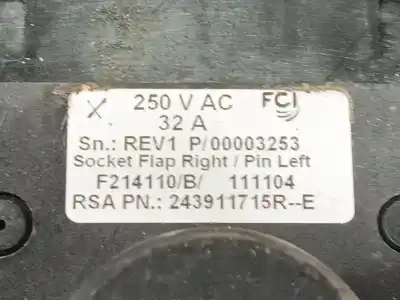 X 250 V AC FCI
32 A
Sn.: REV1 P/00003253
Socket Flap Right / Pin Left
F214110/B/ 111104
RSA PN.: 243911715R--E